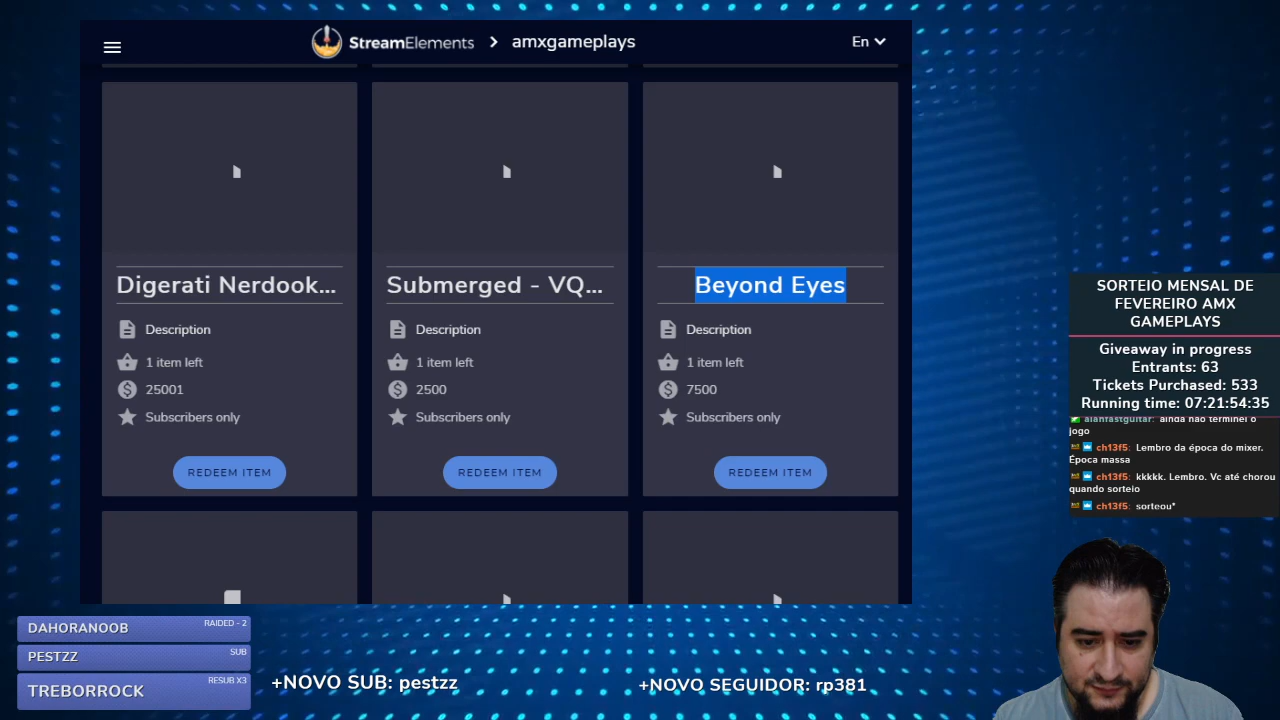 StreamElements > amxgameplays
En
Digerati Nerdook...
Description
1 item left
25001
Subscribers only
REDEEM ITEM
Submerged - VQ...
Description
1 item left
2500
Subscribers only
REDEEM ITEM
Beyond Eyes
Description
1 item left
7500
Subscribers only
REDEEM ITEM
SORTEIO MENSAL DE
FEVEREIRO AMX
GAMEPLAYS
Giveaway in progress
Entrants: 63
Tickets Purchased: 533
Running time: 07:21:54:35
alanfastguitar: ainda não terminei o
jogo
ch13f5: Lembro da época do mixer.
Época massa
ch13f5: kkkkk. Lembro. Vc até chorou
quando sorteio
ch13f5: sorteou*
DAHORANOOB RAIDED - 2
PESTZZ SUB
TREBORROCK RESUB X3
+NOVO SUB: pestzz
+NOVO SEGUIDOR: rp381